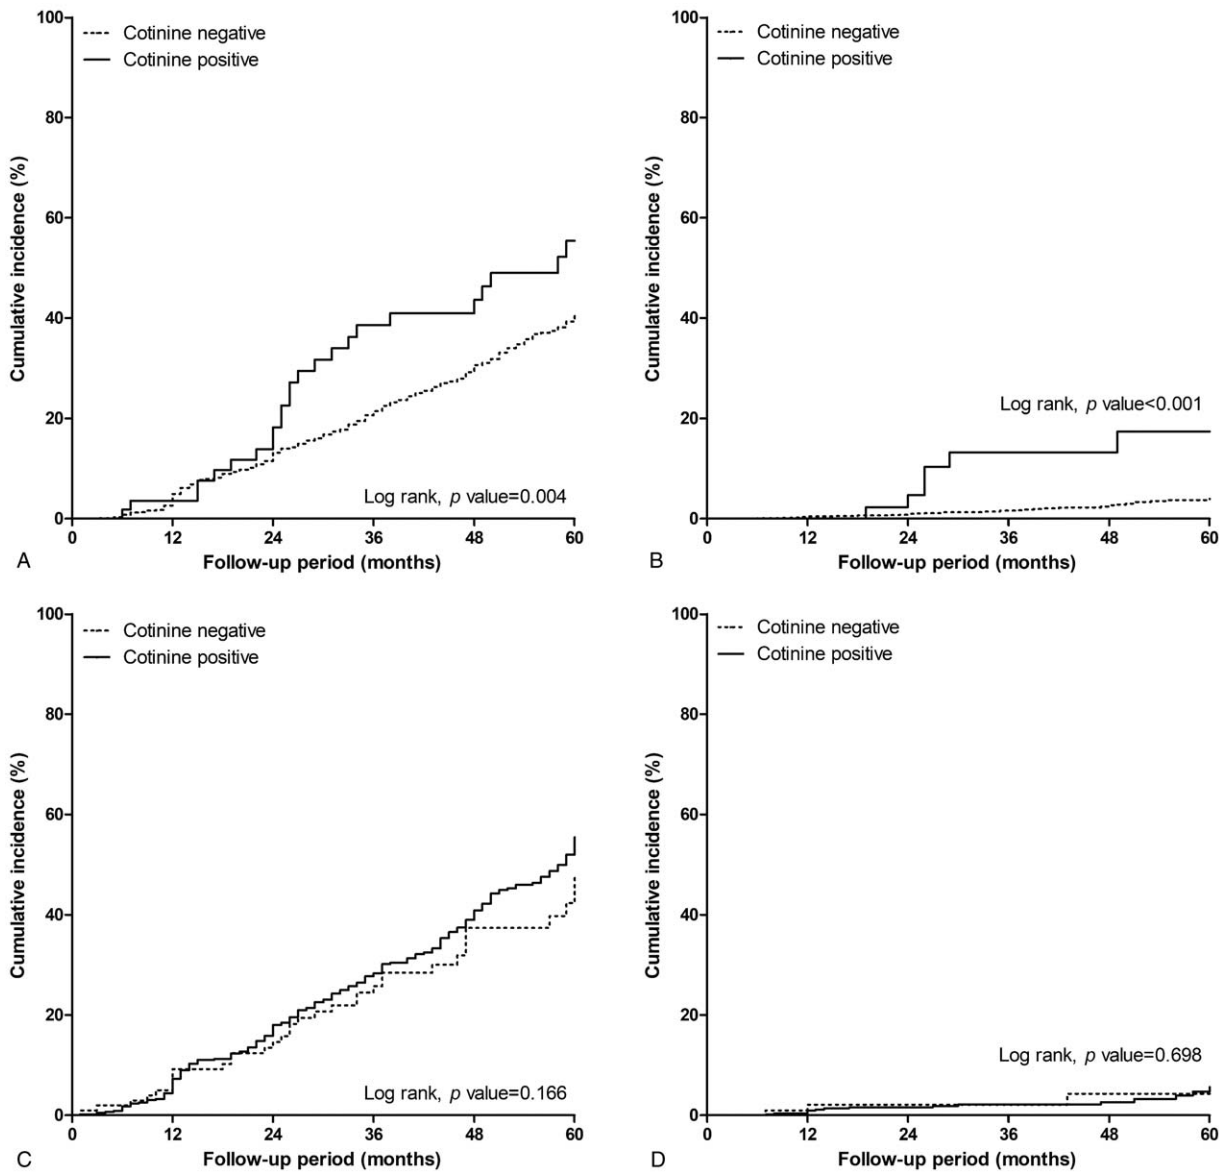 100
80
60
40
20
0
Cumulative incidence (%)
Cotinine negative
Cotinine positive
Log rank, p value=0.004
0 12 24 36 48 60
Follow-up period (months)
A
100
80
60
40
20
0
Cumulative incidence (%)
Cotinine negative
Cotinine positive
Log rank, p value<0.001
0 12 24 36 48 60
Follow-up period (months)
B
100
80
60
40
20
0
Cumulative incidence (%)
Cotinine negative
Cotinine positive
Log rank, p value=0.166
0 12 24 36 48 60
Follow-up period (months)
C
100
80
60
40
20
0
Cumulative incidence (%)
Cotinine negative
Cotinine positive
Log rank, p value=0.698
0 12 24 36 48 60
Follow-up period (months)
D